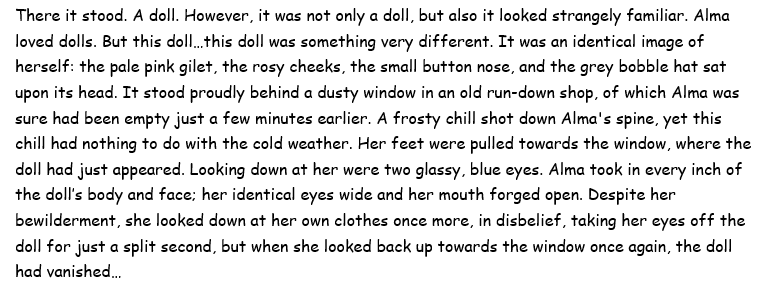 There it stood. A doll. However, it was not only a doll, but also it looked strangely familiar. Alma
loved dolls. But this doll…this doll was something very different. It was an identical image of
herself: the pale pink gilet, the rosy cheeks, the small button nose, and the grey bobble hat sat
upon its head. It stood proudly behind a dusty window in an old run-down shop, of which Alma was
sure had been empty just a few minutes earlier. A frosty chill shot down Alma's spine, yet this
chill had nothing to do with the cold weather. Her feet were pulled towards the window, where the
doll had just appeared. Looking down at her were two glassy, blue eyes. Alma took in every inch of
the doll’s body and face; her identical eyes wide and her mouth forged open. Despite her
bewilderment, she looked down at her own clothes once more, in disbelief, taking her eyes off the
doll for just a split second, but when she looked back up towards the window once again, the doll
had vanished…